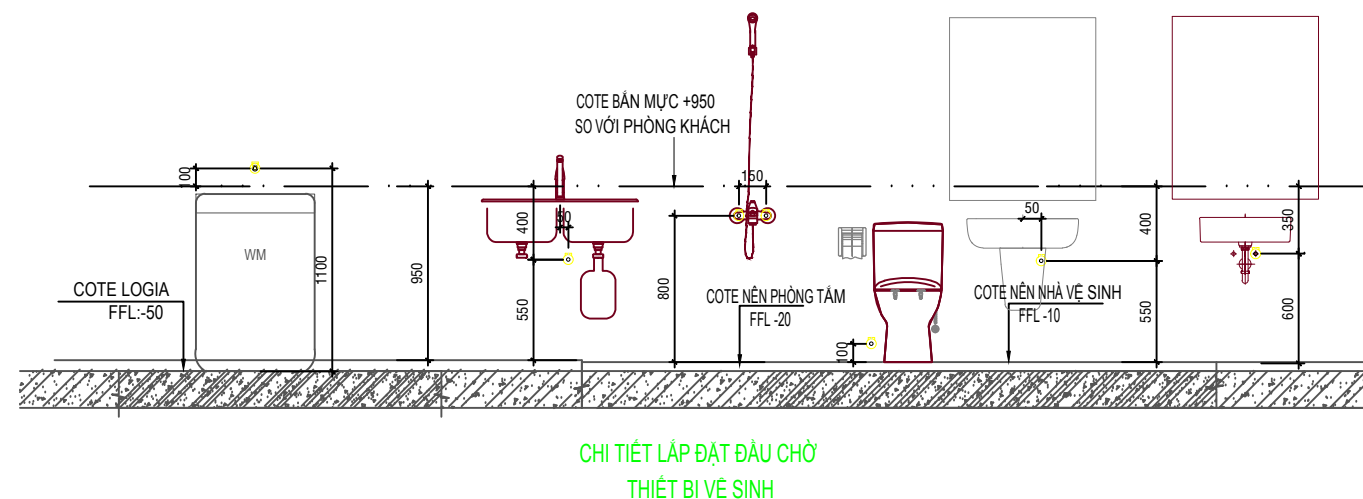 COTE BẮN MỰC +950
SO VỚI PHÒNG KHÁCH
100
150
50
400
50
400
350
WM
1100
950
800
COTE LOGIA
FFL:-50
COTE NỀN PHÒNG TẮM
FFL -20
COTE NỀN NHÀ VỆ SINH
FFL -10
550
550
600
100
CHI TIẾT LẮP ĐẶT ĐẦU CHỜ
THIẾT BỊ VỆ SINH